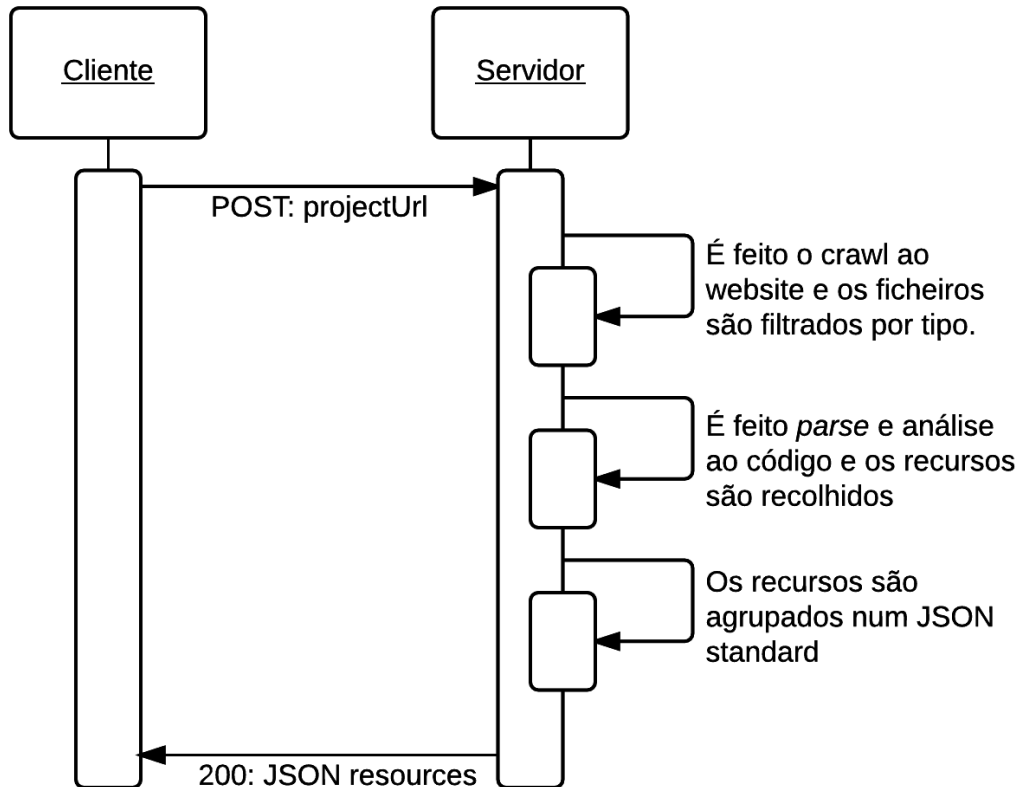 Cliente
Servidor
POST: projectUrl
É feito o crawl ao
website e os ficheiros
são filtrados por tipo.
É feito parse e análise
ao código e os recursos
são recolhidos
Os recursos são
agrupados num JSON
standard
200: JSON resources